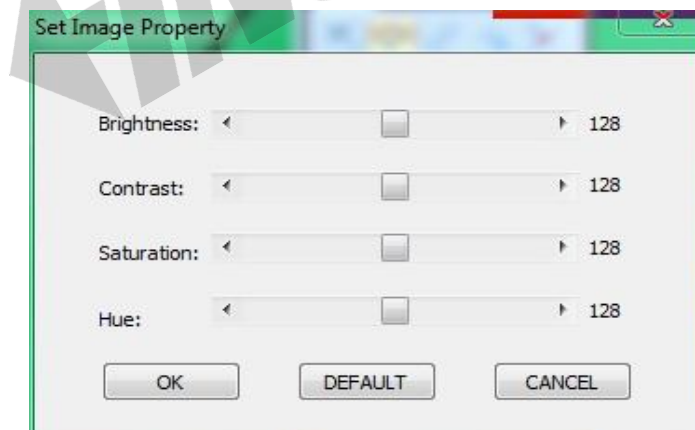 Set Image Property
Brightness: 128
Contrast: 128
Saturation: 128
Hue: 128
OK DEFAULT CANCEL